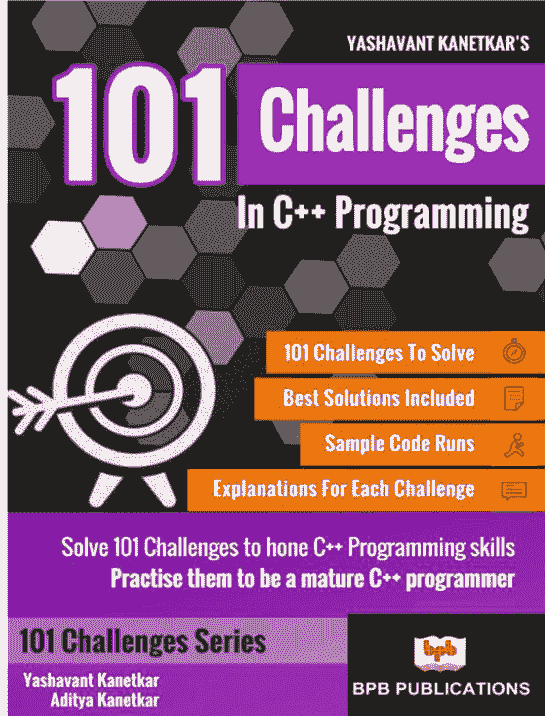 YASHAVANT KANETKAR'S
101 Challenges
In C++ Programming
101 Challenges To Solve
Best Solutions Included
Sample Code Runs
Explanations For Each Challenge
Solve 101 Challenges to hone C++ Programming skills
Practise them to be a mature C++ programmer
101 Challenges Series
Yashavant Kanetkar
Aditya Kanetkar
bpb
BPB PUBLICATIONS